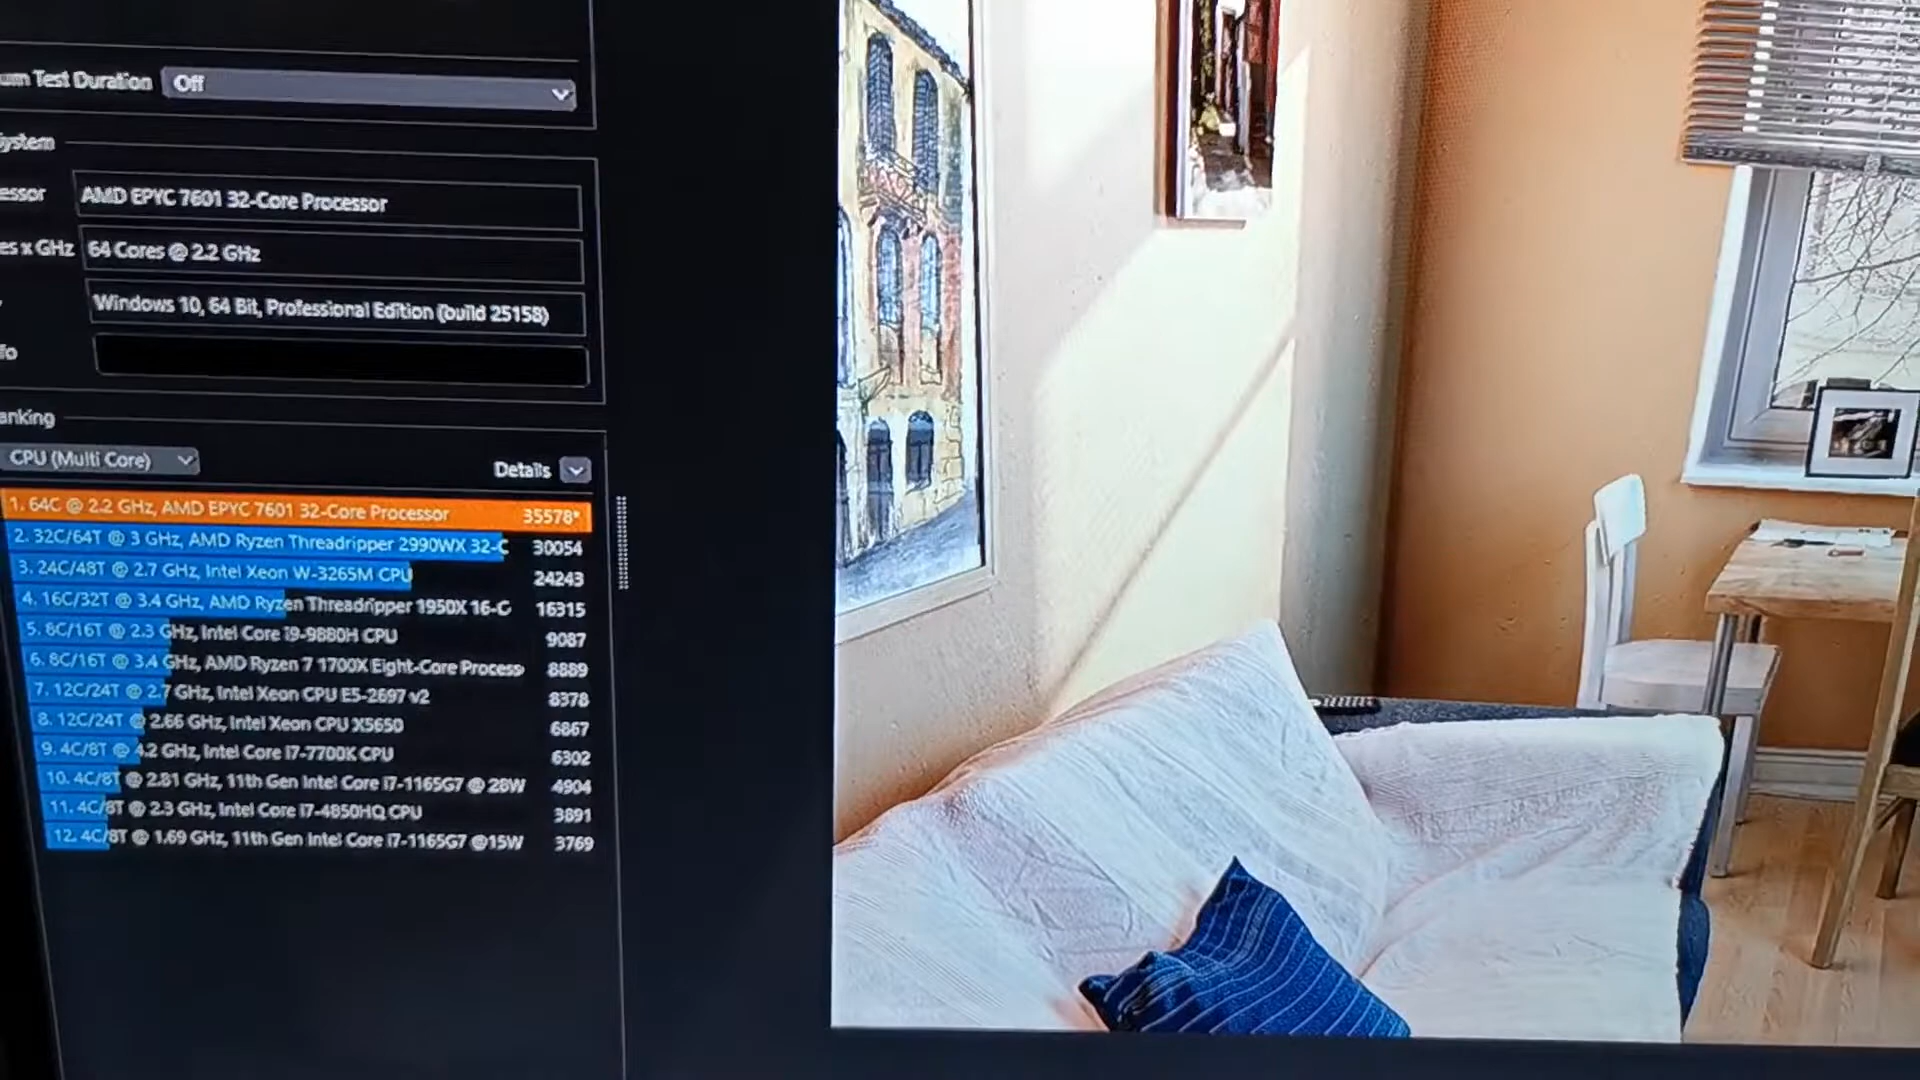 Test Duration Off
AMD EPYC 7601 32-Core Processor
x GHz 64 Cores @ 2.2 GHz
Windows 10, 64 Bit, Professional Edition (build 25158)
CPU (Multi Core)
Details
1. 64C @ 2.2 GHz, AMD EPYC 7601 32-Core Processor 35578*
2. 32C/64T @ 3 GHz, AMD Ryzen Threadripper 2990WX 32-C 30054
3. 24C/48T @ 2.7 GHz, Intel Xeon W-3265M CPU 24243
4. 16C/32T @ 3.4 GHz, AMD Ryzen Threadripper 1950X 16-C 16315
5. 8C/16T @ 2.3 GHz, Intel Core i9-9880H CPU 9087
6. 8C/16T @ 3.4 GHz, AMD Ryzen 7 1700X Eight-Core Process 8889
7. 12C/24T @ 2.7 GHz, Intel Xeon CPU E5-2697 v2 8378
8. 12C/24T @ 2.66 GHz, Intel Xeon CPU X5650 6867
9. 4C/8T @ 4.2 GHz, Intel Core i7-7700K CPU 6302
10. 4C/8T @ 2.81 GHz, 11th Gen Intel Core i7-1165G7 @ 28W 4904
11. 4C/8T @ 2.3 GHz, Intel Core i7-4850HQ CPU 3891
12. 4C/8T @ 1.69 GHz, 11th Gen Intel Core i7-1165G7 @15W 3769